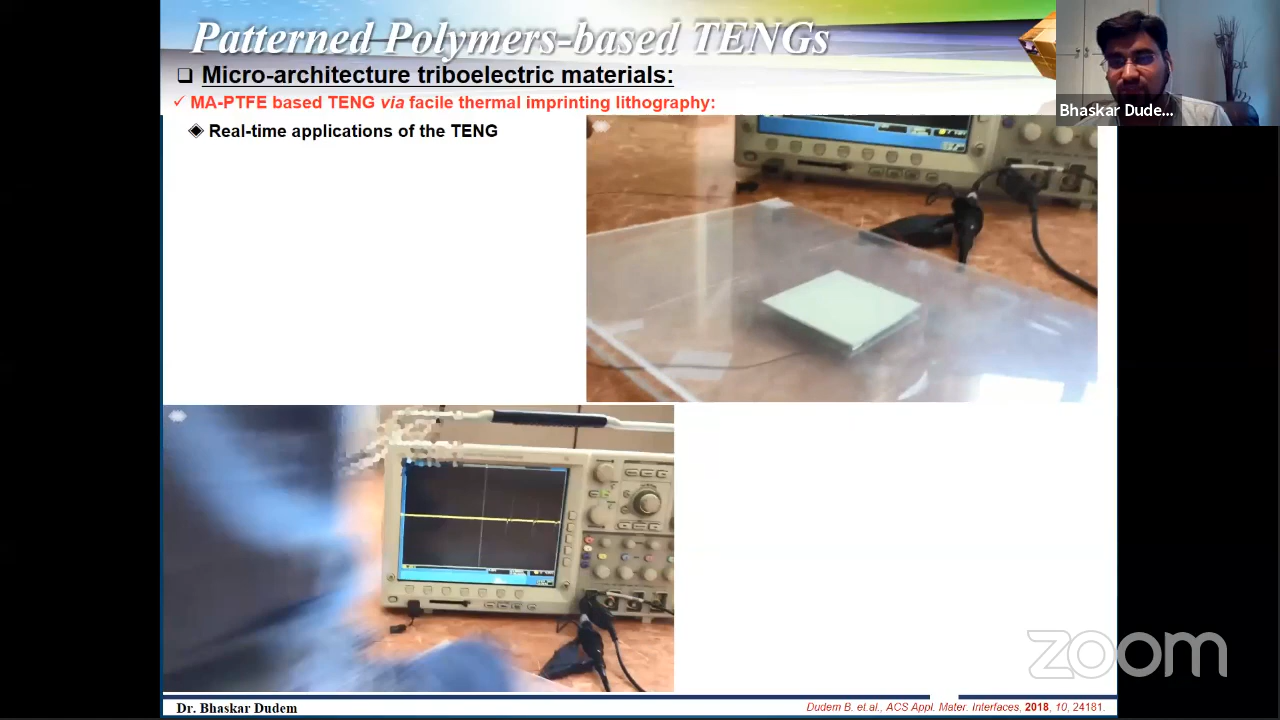 Patterned Polymers-based TENGs
Micro-architecture triboelectric materials:
MA-PTFE based TENG via facile thermal imprinting lithography:
Bhaskar Dude...
Real-time applications of the TENG
zoom
Dr. Bhaskar Dudem
Dudem B. et.al., ACS Appl. Mater. Interfaces, 2018, 10, 24181.